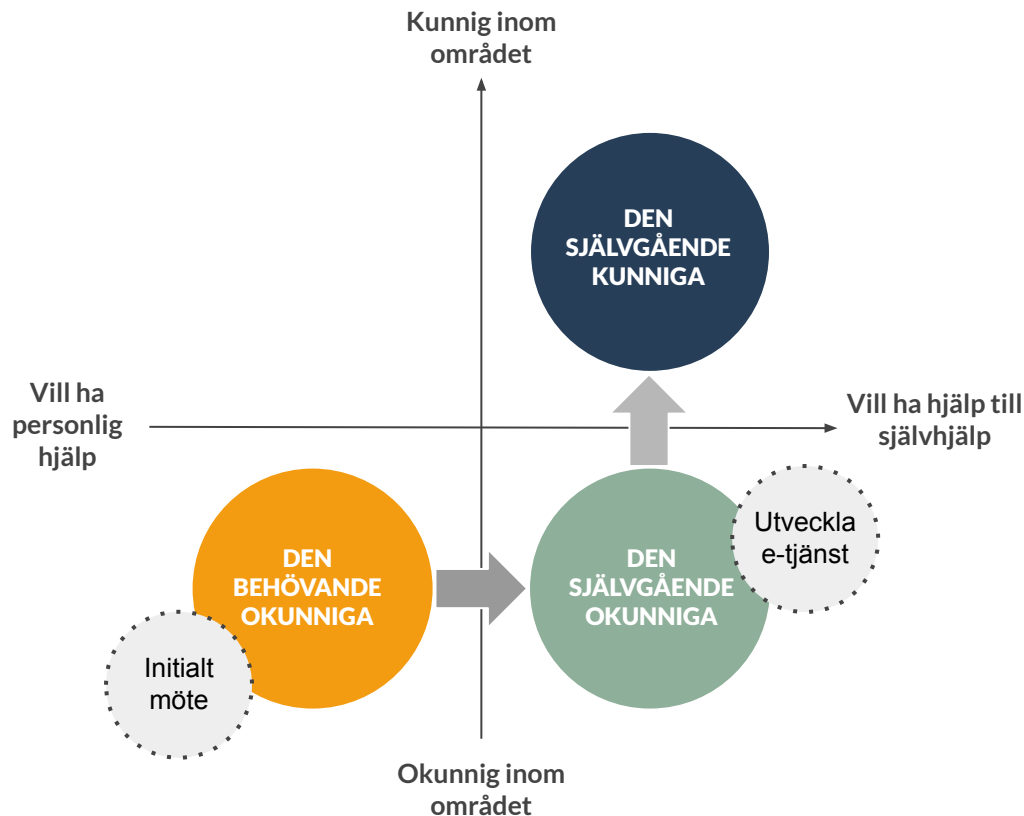 Kunnig inom
området
DEN
SJÄLVGÅENDE
KUNNIGA
Vill ha
personlig
hjälp
Vill ha hjälp till
självhjälp
DEN
BEHÖVANDE
OKUNNIGA
DEN
SJÄLVGÅENDE
OKUNNIGA
Utveckla
e-tjänst
Initialt
möte
Okunnig inom
området